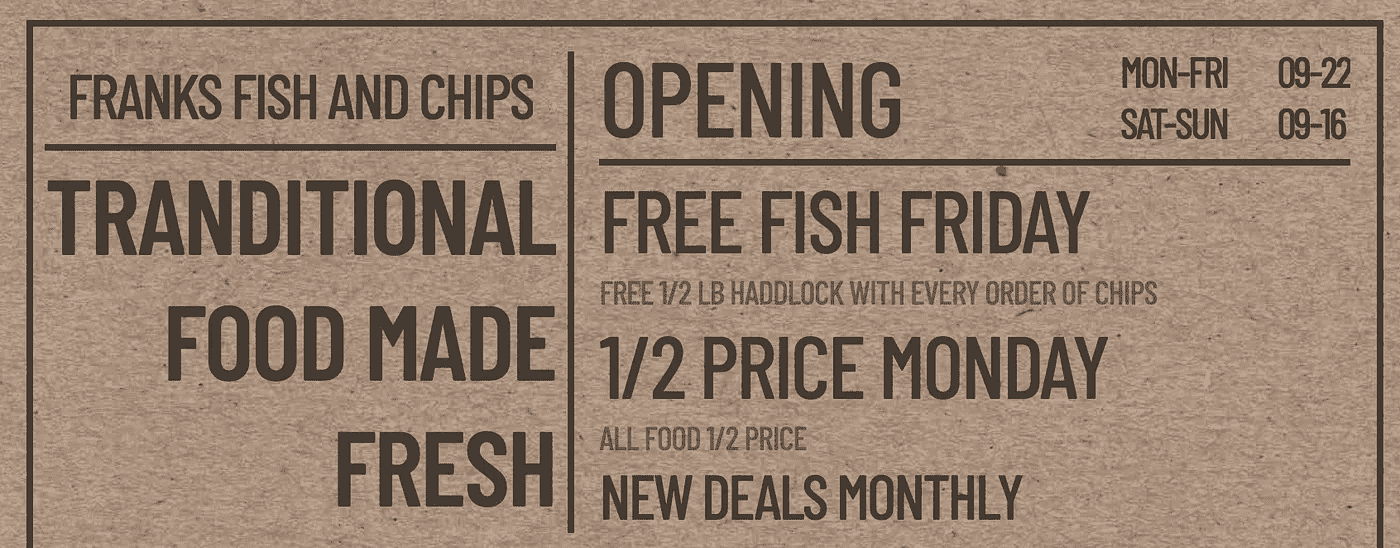 FRANKS FISH AND CHIPS
TRANDITIONAL
FOOD MADE
FRESH
OPENING
MON-FRI 09-22
SAT-SUN 09-16
FREE FISH FRIDAY
FREE 1/2 LB HADDLOCK WITH EVERY ORDER OF CHIPS
1/2 PRICE MONDAY
ALL FOOD 1/2 PRICE
NEW DEALS MONTHLY